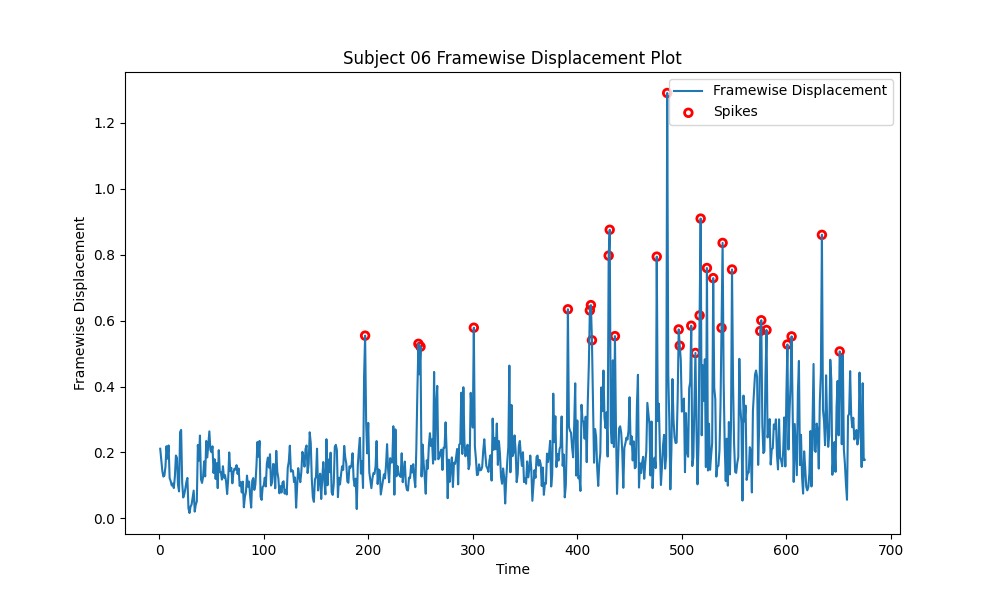 Subject 06 Framewise Displacement Plot
Framewise Displacement
Spikes
1.2
1.0
0.8
0.6
0.4
0.2
0.0
Framewise Displacement
0 100 200 300 400 500 600 700
Time